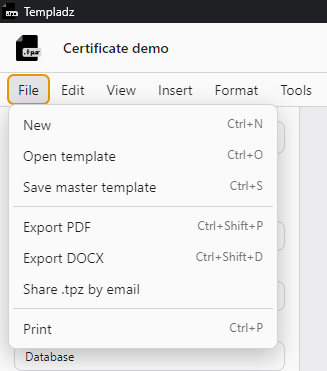 Templadz
.tpz
Certificate demo
File Edit View Insert Format Tools
New Ctrl+N
Open template Ctrl+O
Save master template Ctrl+S
Export PDF Ctrl+Shift+P
Export DOCX Ctrl+Shift+D
Share .tpz by email
Print Ctrl+P
Database